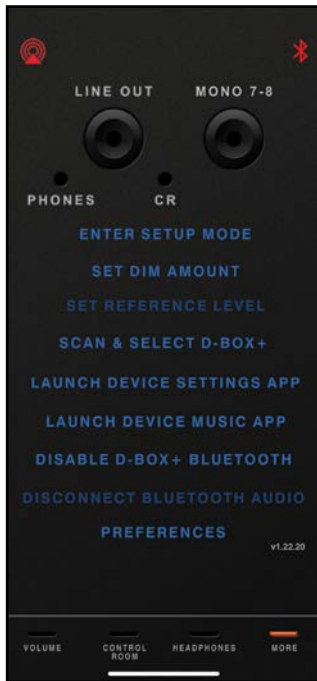 LINE OUT MONO 7-8
PHONES CR
ENTER SETUP MODE
SET DIM AMOUNT
SET REFERENCE LEVEL
SCAN & SELECT D-BOX+
LAUNCH DEVICE SETTINGS APP
LAUNCH DEVICE MUSIC APP
DISABLE D-BOX+ BLUETOOTH
DISCONNECT BLUETOOTH AUDIO
PREFERENCES
v1.22.20
VOLUME CONTROL HEADPHONES MORE
ROOM